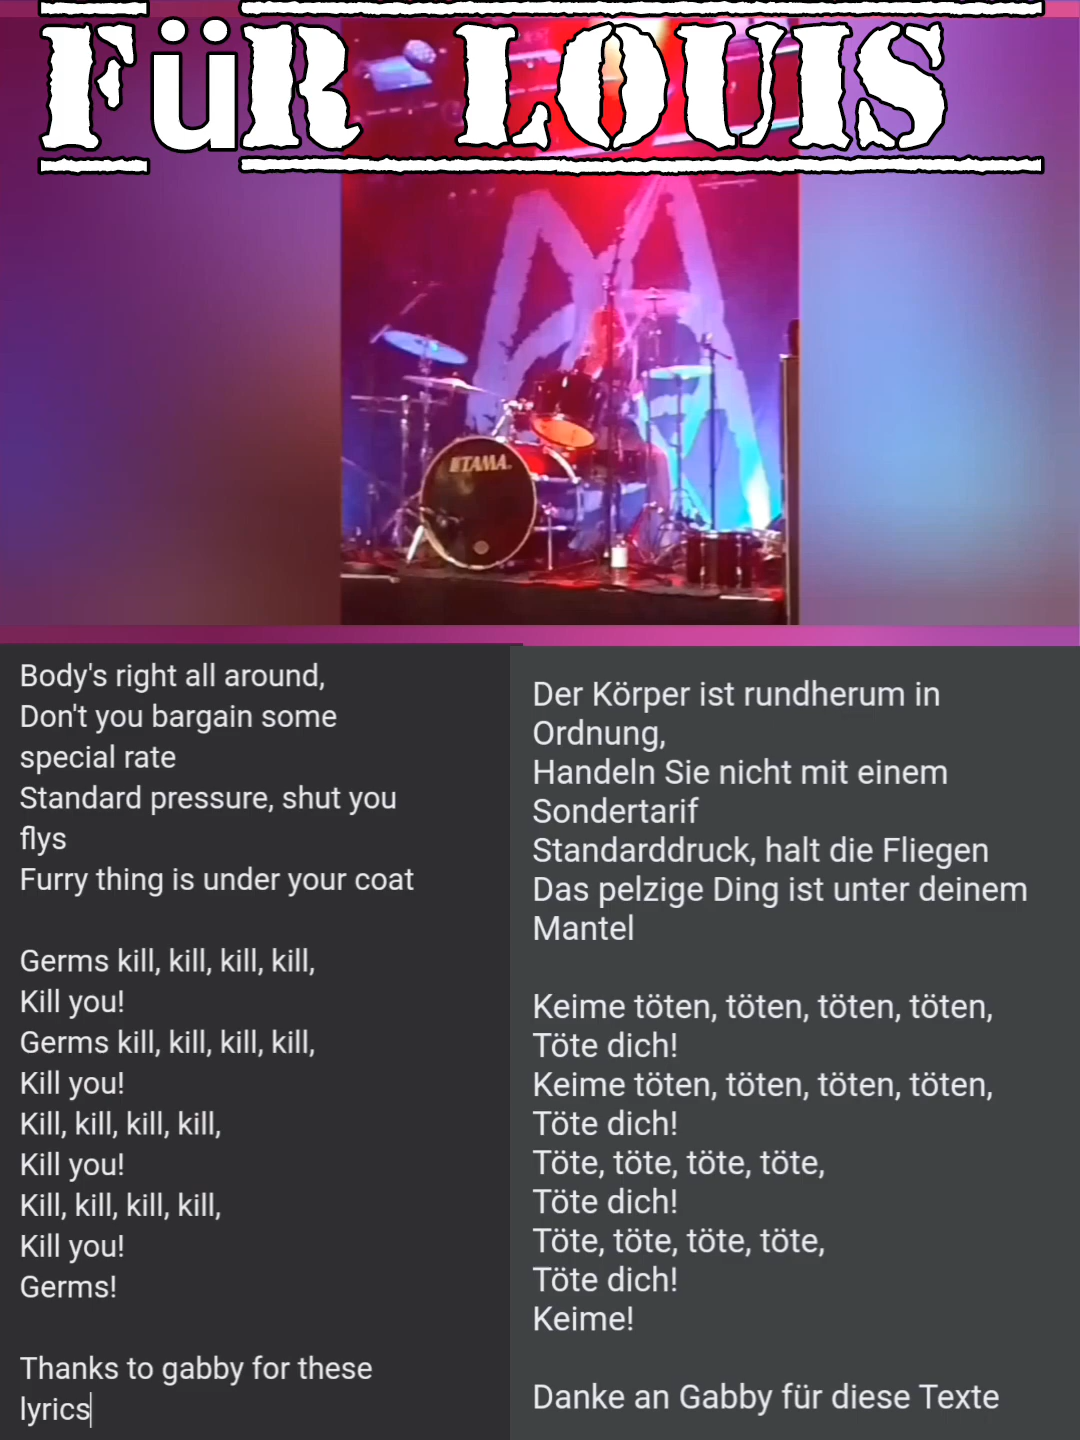 FüR LOUIS
TAMA
Body's right all around,
Don't you bargain some
special rate
Standard pressure, shut you
flys
Furry thing is under your coat
Germs kill, kill, kill, kill,
Kill you!
Germs kill, kill, kill, kill,
Kill you!
Kill, kill, kill, kill,
Kill you!
Kill, kill, kill, kill,
Kill you!
Germs!
Thanks to gabby for these
lyrics
Der Körper ist rundherum in
Ordnung,
Handeln Sie nicht mit einem
Sondertarif
Standarddruck, halt die Fliegen
Das pelzige Ding ist unter deinem
Mantel
Keime töten, töten, töten, töten,
Töte dich!
Keime töten, töten, töten, töten,
Töte dich!
Töte, töte, töte, töte,
Töte dich!
Töte, töte, töte, töte,
Töte dich!
Keime!
Danke an Gabby für diese Texte